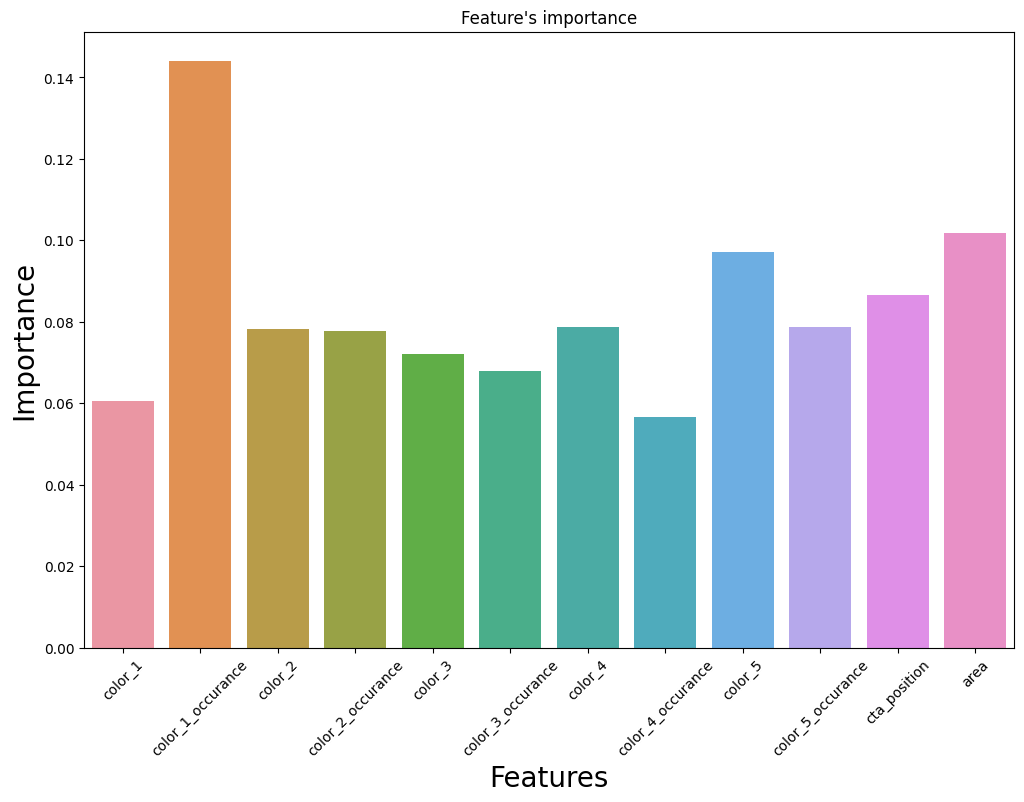 Feature's importance
Importance
0.14
0.12
0.10
0.08
0.06
0.04
0.02
0.00
color_1
color_1_occurance
color_2
color_2_occurance
color_3
color_3_occurance
color_4
color_4_occurance
color_5
color_5_occurance
cta_position
area
Features